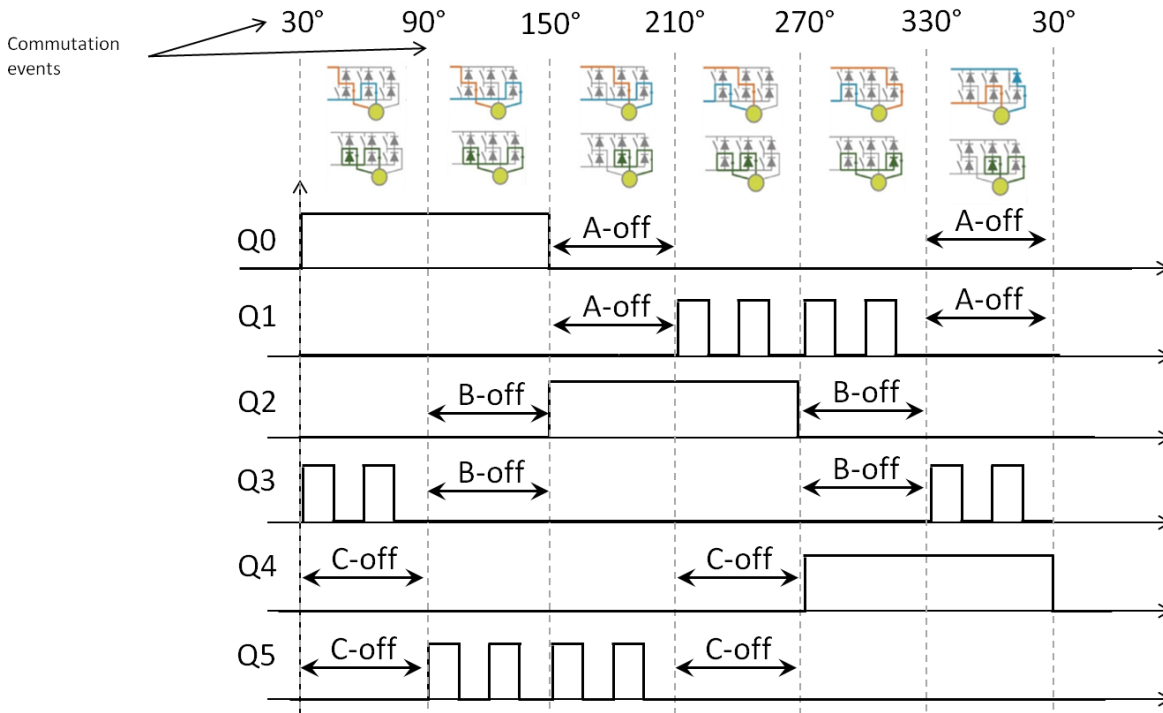 30° 90° 150° 210° 270° 330° 30°
Commutation
events
Q0 A-off A-off
Q1 A-off A-off
Q2 B-off B-off
Q3 B-off B-off
Q4 C-off C-off
Q5 C-off C-off